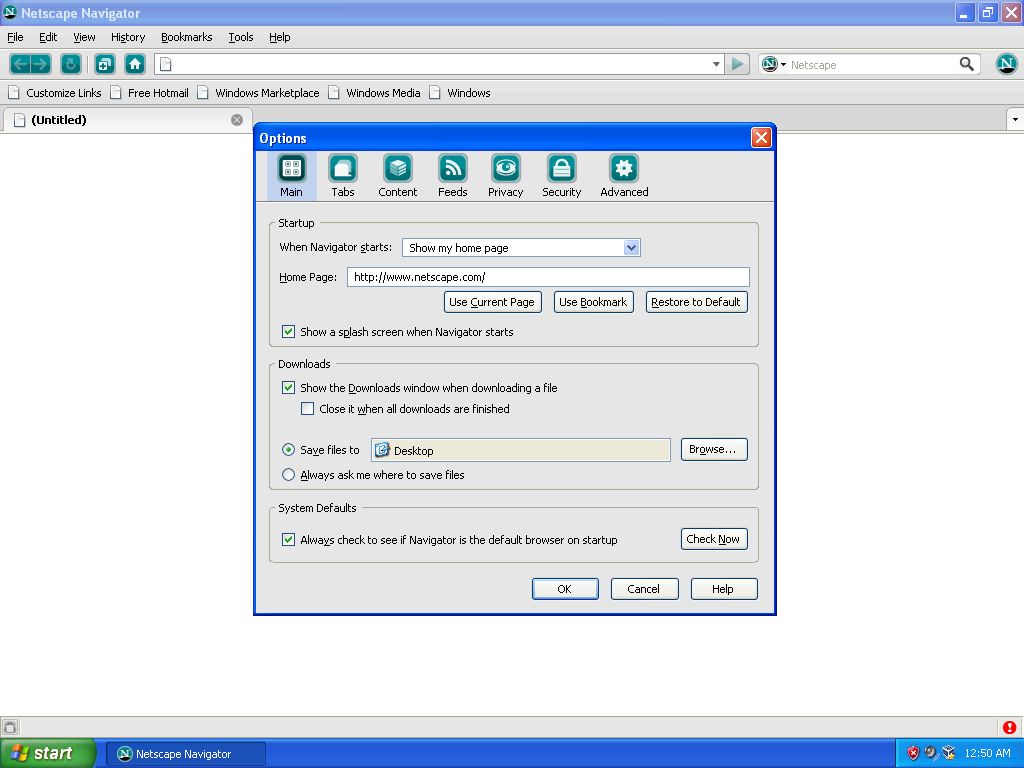 Netscape Navigator
File Edit View History Bookmarks Tools Help
Netscape
Customize Links Free Hotmail Windows Marketplace Windows Media Windows
(Untitled)
Options
Main Tabs Content Feeds Privacy Security Advanced
Startup
When Navigator starts: Show my home page
Home Page: http://www.netscape.com/
Use Current Page Use Bookmark Restore to Default
Show a splash screen when Navigator starts
Downloads
Show the Downloads window when downloading a file
Close it when all downloads are finished
Save files to Desktop Browse...
Always ask me where to save files
System Defaults
Always check to see if Navigator is the default browser on startup Check Now
OK Cancel Help
start Netscape Navigator 12:50 AM